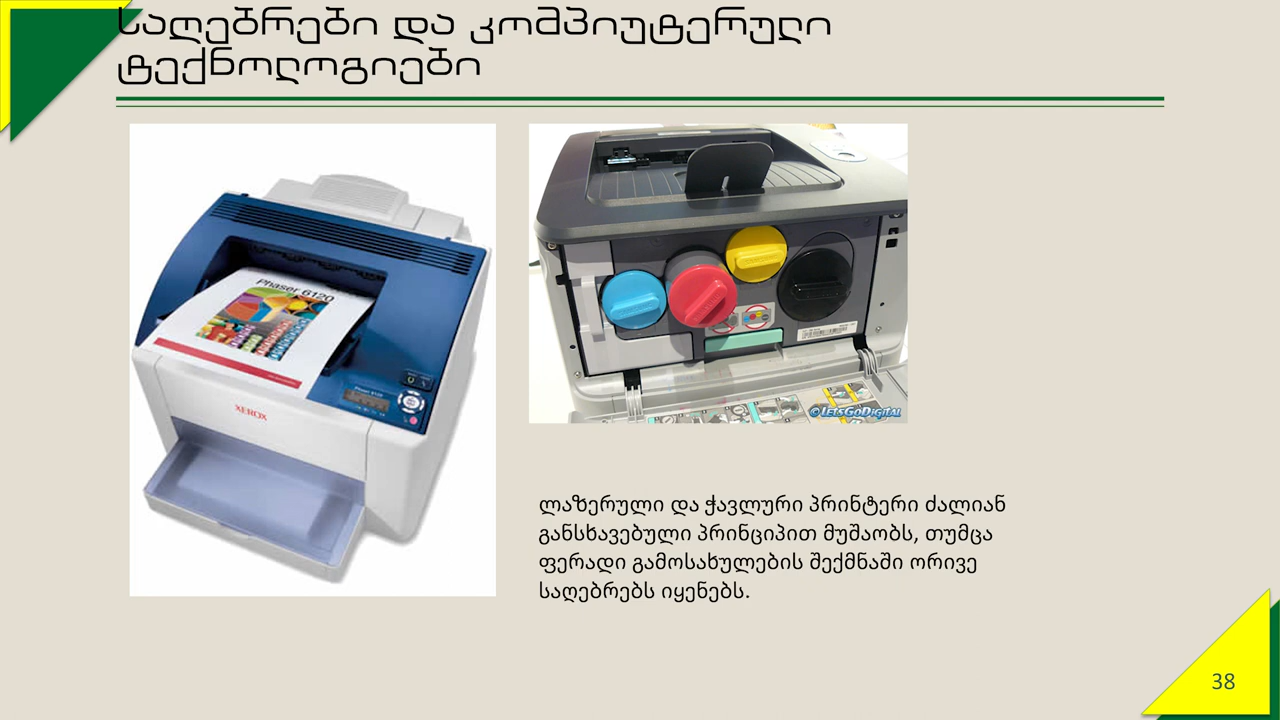 საღებრები და კომპიუტერული
ტექნოლოგიები
Phaser 6120
XEROX
© LETSGODIGITAL
ლაზერული და ჭავლური პრინტერი ძალიან
განსხავებული პრინციპით მუშაობს, თუმცა
ფერადი გამოსახულების შექმნაში ორივე
საღებრებს იყენებს.
38